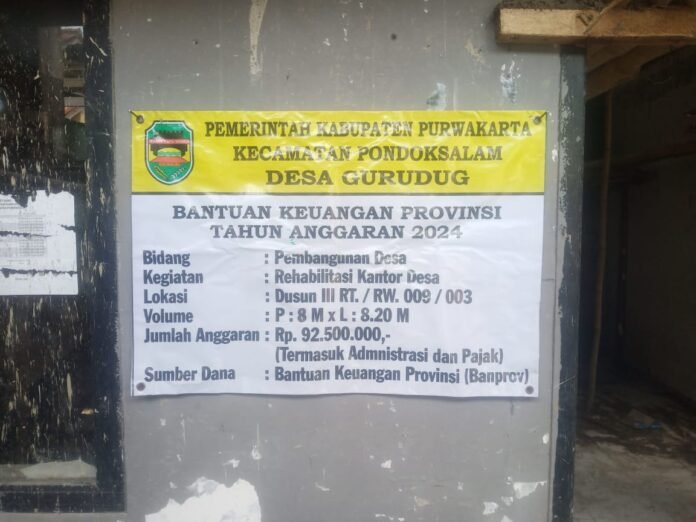 PEMERINTAH KABUPATEN PURWAKARTA
KECAMATAN PONDOKSALAM
DESA GURUDUG
BANTUAN KEUANGAN PROVINSI
TAHUN ANGGARAN 2024
Bidang : Pembangunan Desa
Kegiatan : Rehabilitasi Kantor Desa
Lokasi : Dusun III RT. / RW. 009 / 003
Volume : P : 8 M x L : 8.20 M
Jumlah Anggaran : Rp. 92.500.000,-
(Termasuk Admnistrasi dan Pajak)
Sumber Dana : Bantuan Keuangan Provinsi (Banprov)